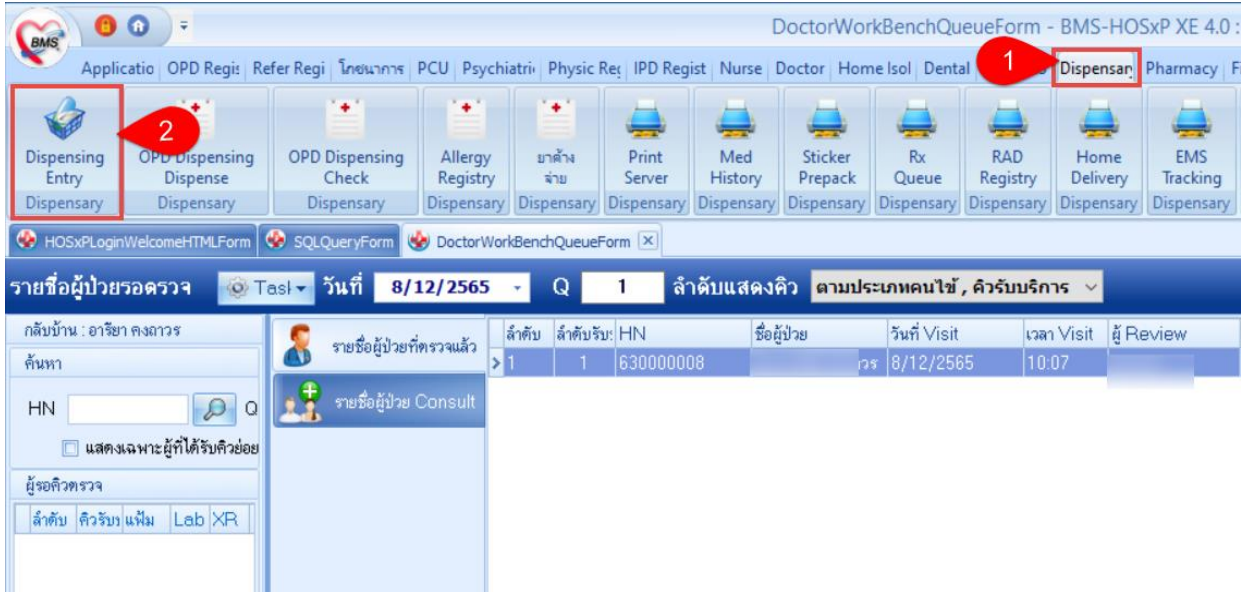 BMS
DoctorWorkBenchQueueForm - BMS-HOSxP XE 4.0 :
Applicatio OPD Regis Refer Regi โภชนาการ PCU Psychiatri Physic Reg IPD Regist Nurse Doctor Home Isol Dental 1 Dispensary Pharmacy
2
Dispensing Entry Dispensary
OPD Dispensing Dispense Dispensary
OPD Dispensing Check Dispensary
Allergy Registry Dispensary
ยาค้าง จ่าย Dispensary
Print Server Dispensary
Med History Dispensary
Sticker Prepack Dispensary
Rx Queue Dispensary
RAD Registry Dispensary
Home Delivery Dispensary
EMS Tracking Dispensary
HOSxPLoginWelcomeHTMLForm SQLQueryForm DoctorWorkBenchQueueForm
รายชื่อผู้ป่วยรอตรวจ Task วันที่ 8/12/2565 Q 1 ลำดับแสดงคิว ตามประเภทคนไข้ , คิวรับบริการ
กลับบ้าน : อารียา คงถาวร
ค้นหา
HN Q
แสดงเฉพาะผู้ที่ได้รับคิวย่อย
ผู้รอคิวตรวจ
ลำดับ คิวรับบ แฟ้ม Lab XR
รายชื่อผู้ป่วยที่ตรวจแล้ว
รายชื่อผู้ป่วย Consult
ลำดับ ลำดับรับ: HN ชื่อผู้ป่วย วันที่ Visit เวลา Visit ผู้ Review
1 1 630000008 าวร 8/12/2565 10:07